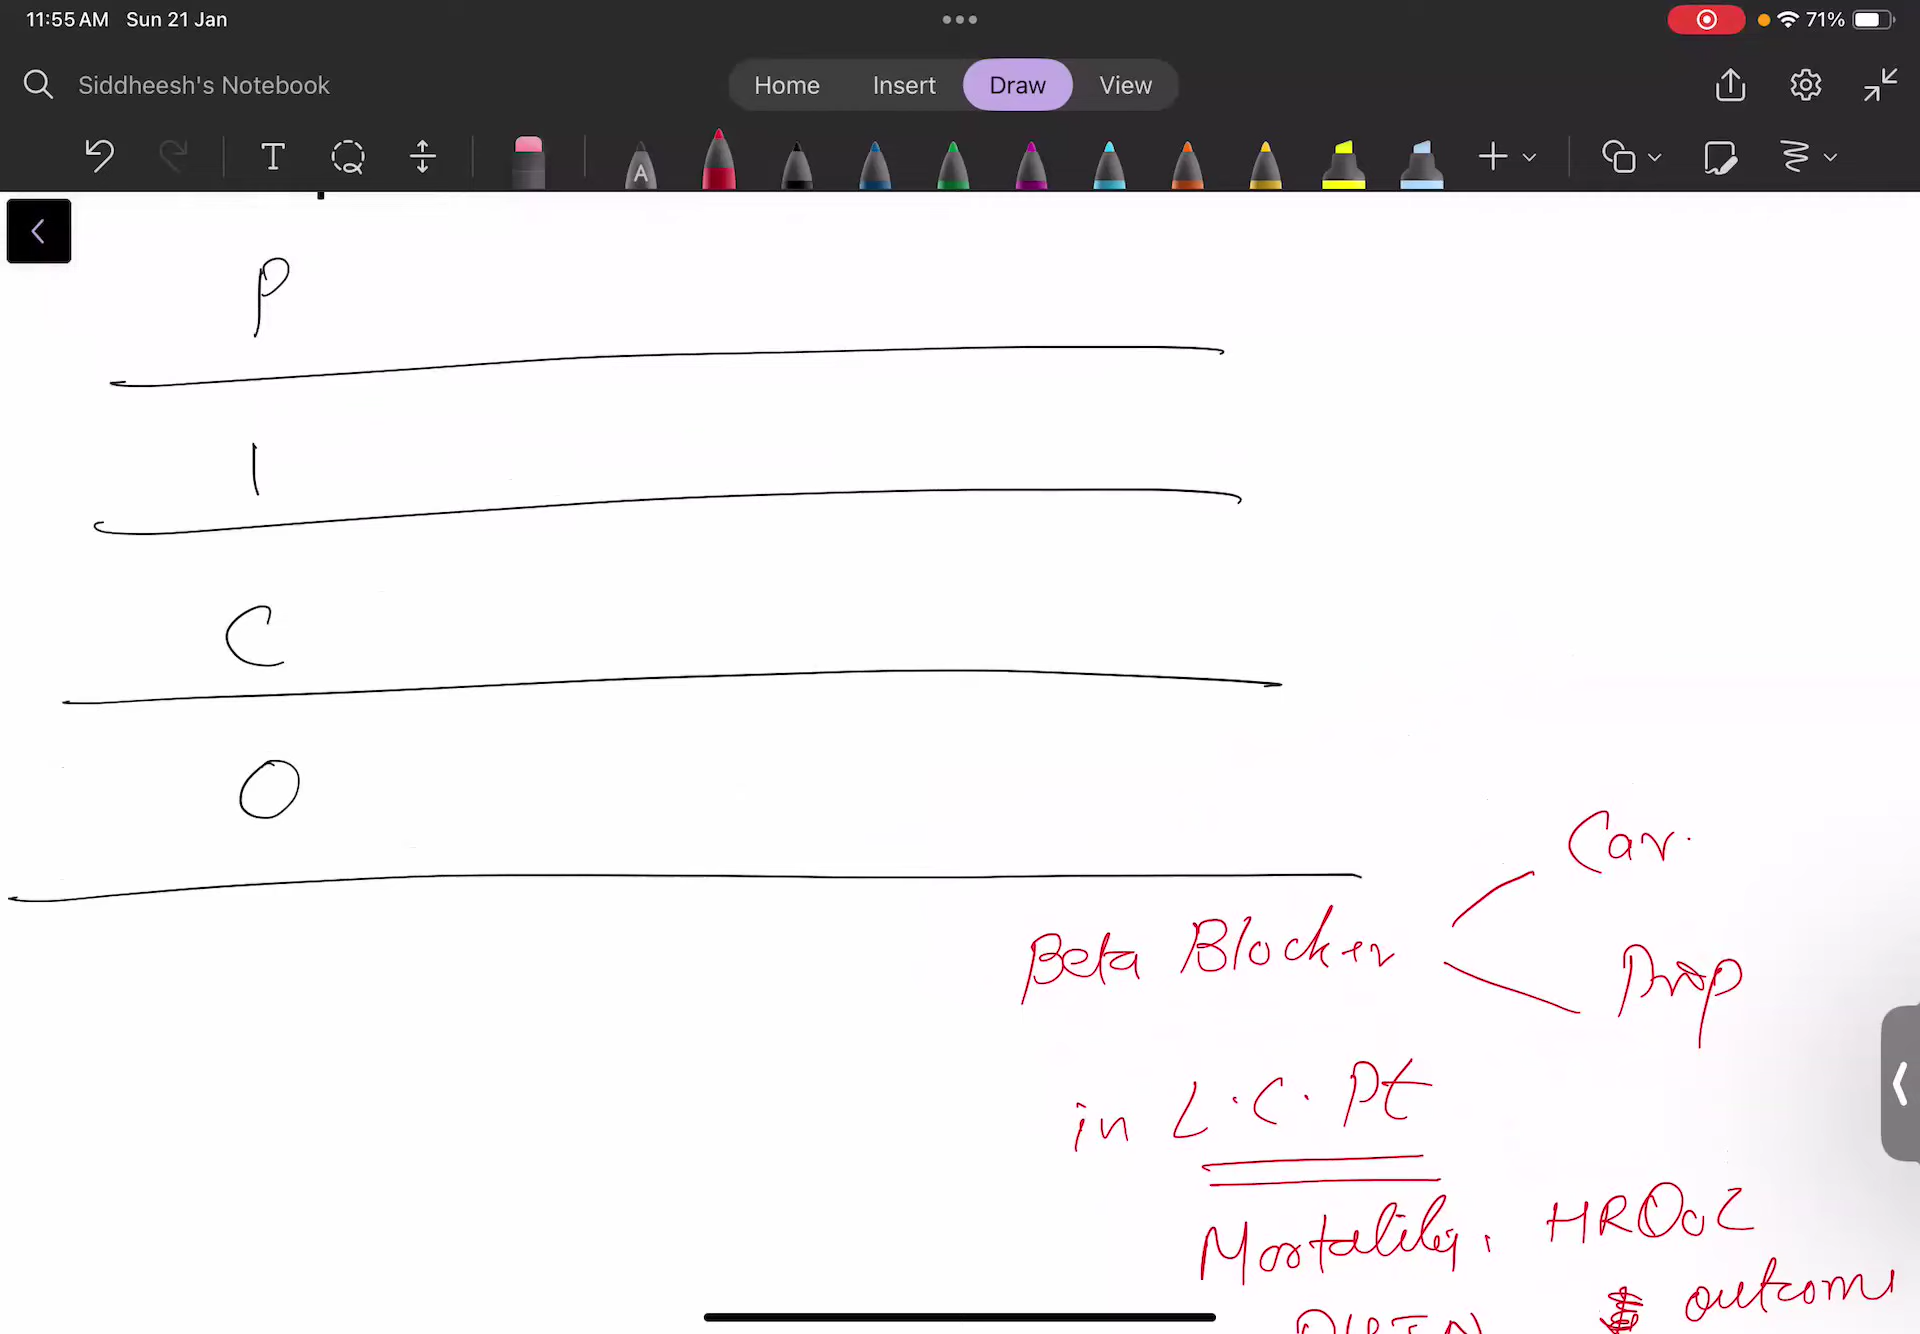 11:55 AM Sun 21 Jan 71%
Siddheesh's Notebook Home Insert Draw View
T A
P
I
C
O
Car.
Beta Blocker
Prop
in L.C. Pt
Mortality, HRQoL
outcom